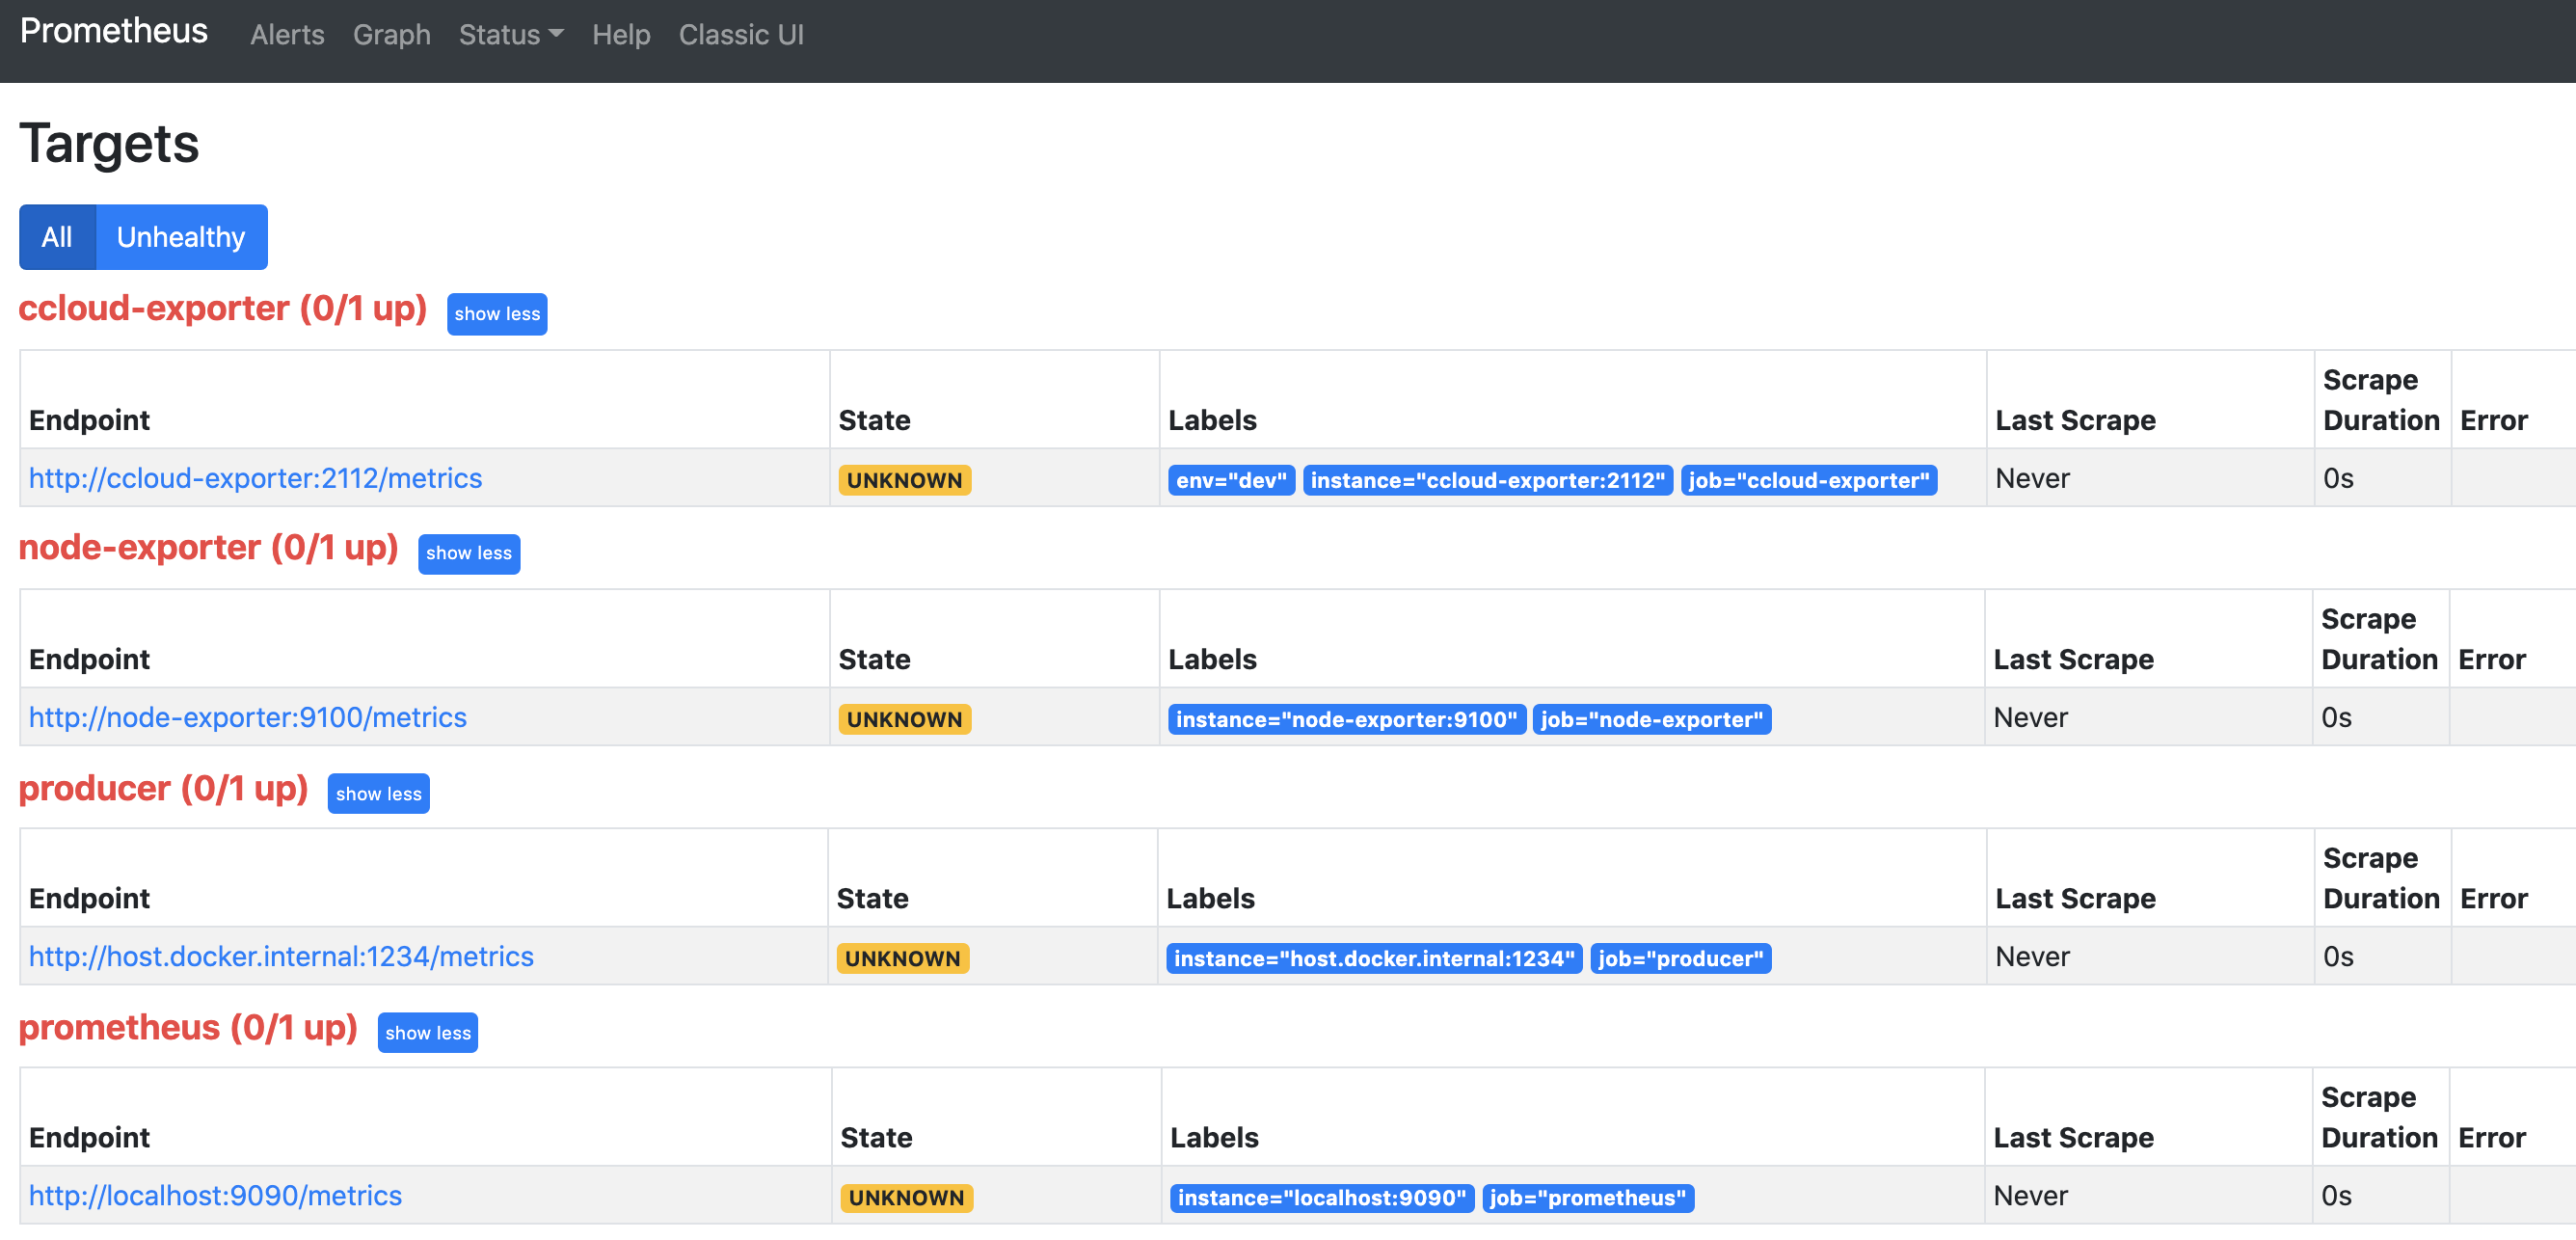 Prometheus Alerts Graph Status Help Classic UI
Targets
All Unhealthy
ccloud-exporter (0/1 up) show less
Endpoint State Labels Last Scrape Scrape Duration Error
http://ccloud-exporter:2112/metrics UNKNOWN env="dev" instance="ccloud-exporter:2112" job="ccloud-exporter" Never 0s
node-exporter (0/1 up) show less
Endpoint State Labels Last Scrape Scrape Duration Error
http://node-exporter:9100/metrics UNKNOWN instance="node-exporter:9100" job="node-exporter" Never 0s
producer (0/1 up) show less
Endpoint State Labels Last Scrape Scrape Duration Error
http://host.docker.internal:1234/metrics UNKNOWN instance="host.docker.internal:1234" job="producer" Never 0s
prometheus (0/1 up) show less
Endpoint State Labels Last Scrape Scrape Duration Error
http://localhost:9090/metrics UNKNOWN instance="localhost:9090" job="prometheus" Never 0s